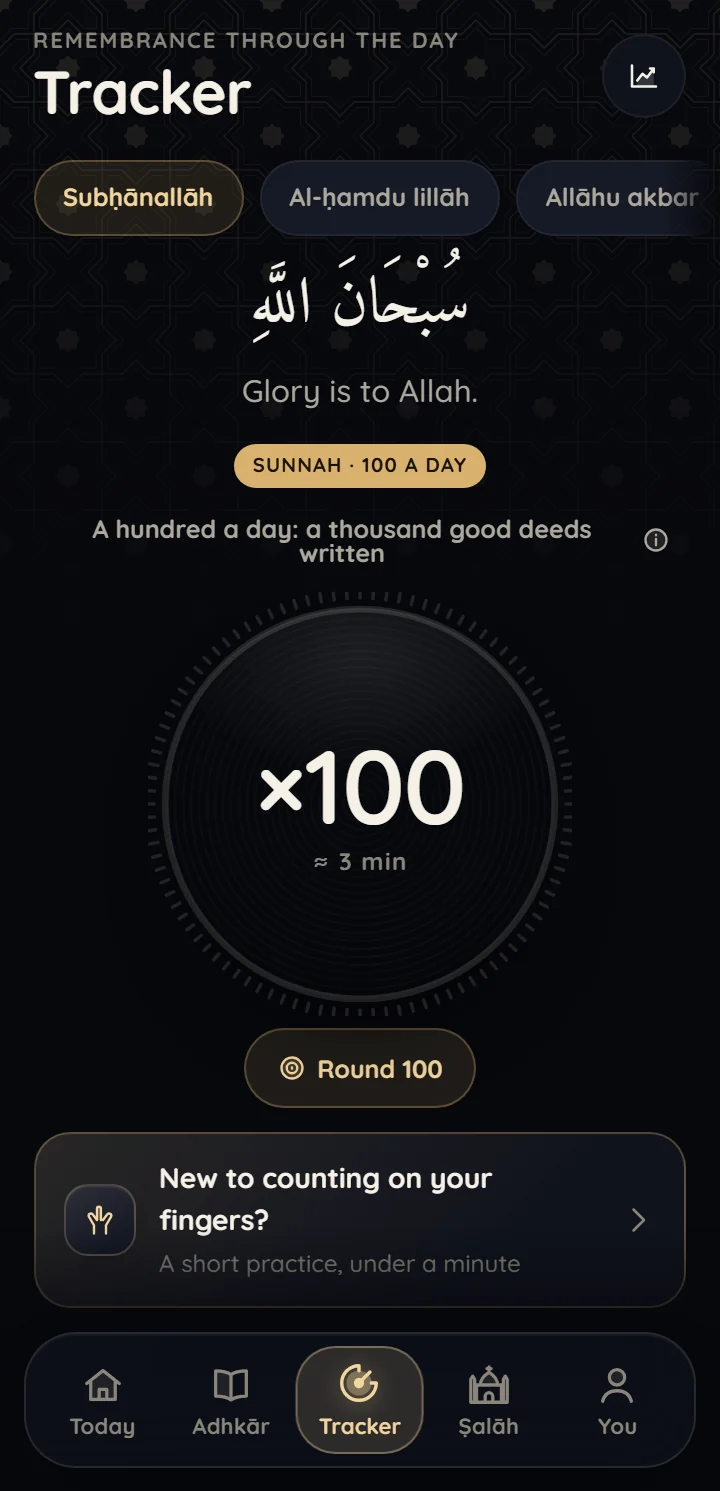 REMEMBRANCE THROUGH THE DAY
Tracker
Subḥānallāh
Al-ḥamdu lillāh
Allāhu akbar
سُبْحَانَ اللَّهِ
Glory is to Allah.
SUNNAH · 100 A DAY
A hundred a day: a thousand good deeds
written
×100
≈ 3 min
Round 100
New to counting on your
fingers?
A short practice, under a minute
Today
Adhkār
Tracker
Ṣalāh
You